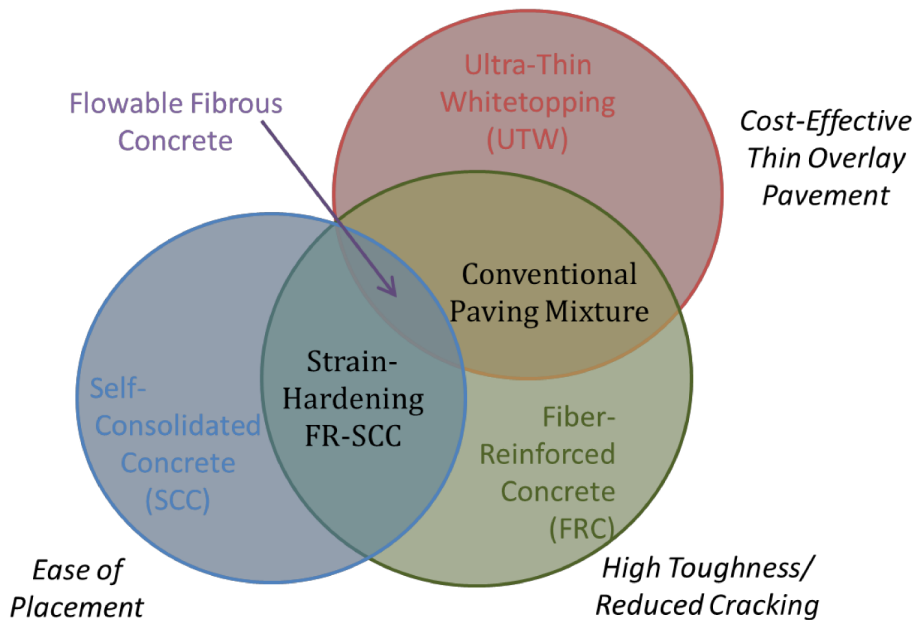 Ultra-Thin
Whitetopping
(UTW)
Flowable Fibrous
Concrete
Cost-Effective
Thin Overlay
Pavement
Conventional
Paving Mixture
Strain-
Hardening
FR-SCC
Self-
Consolidated
Concrete
(SCC)
Fiber-
Reinforced
Concrete
(FRC)
Ease of
Placement
High Toughness/
Reduced Cracking